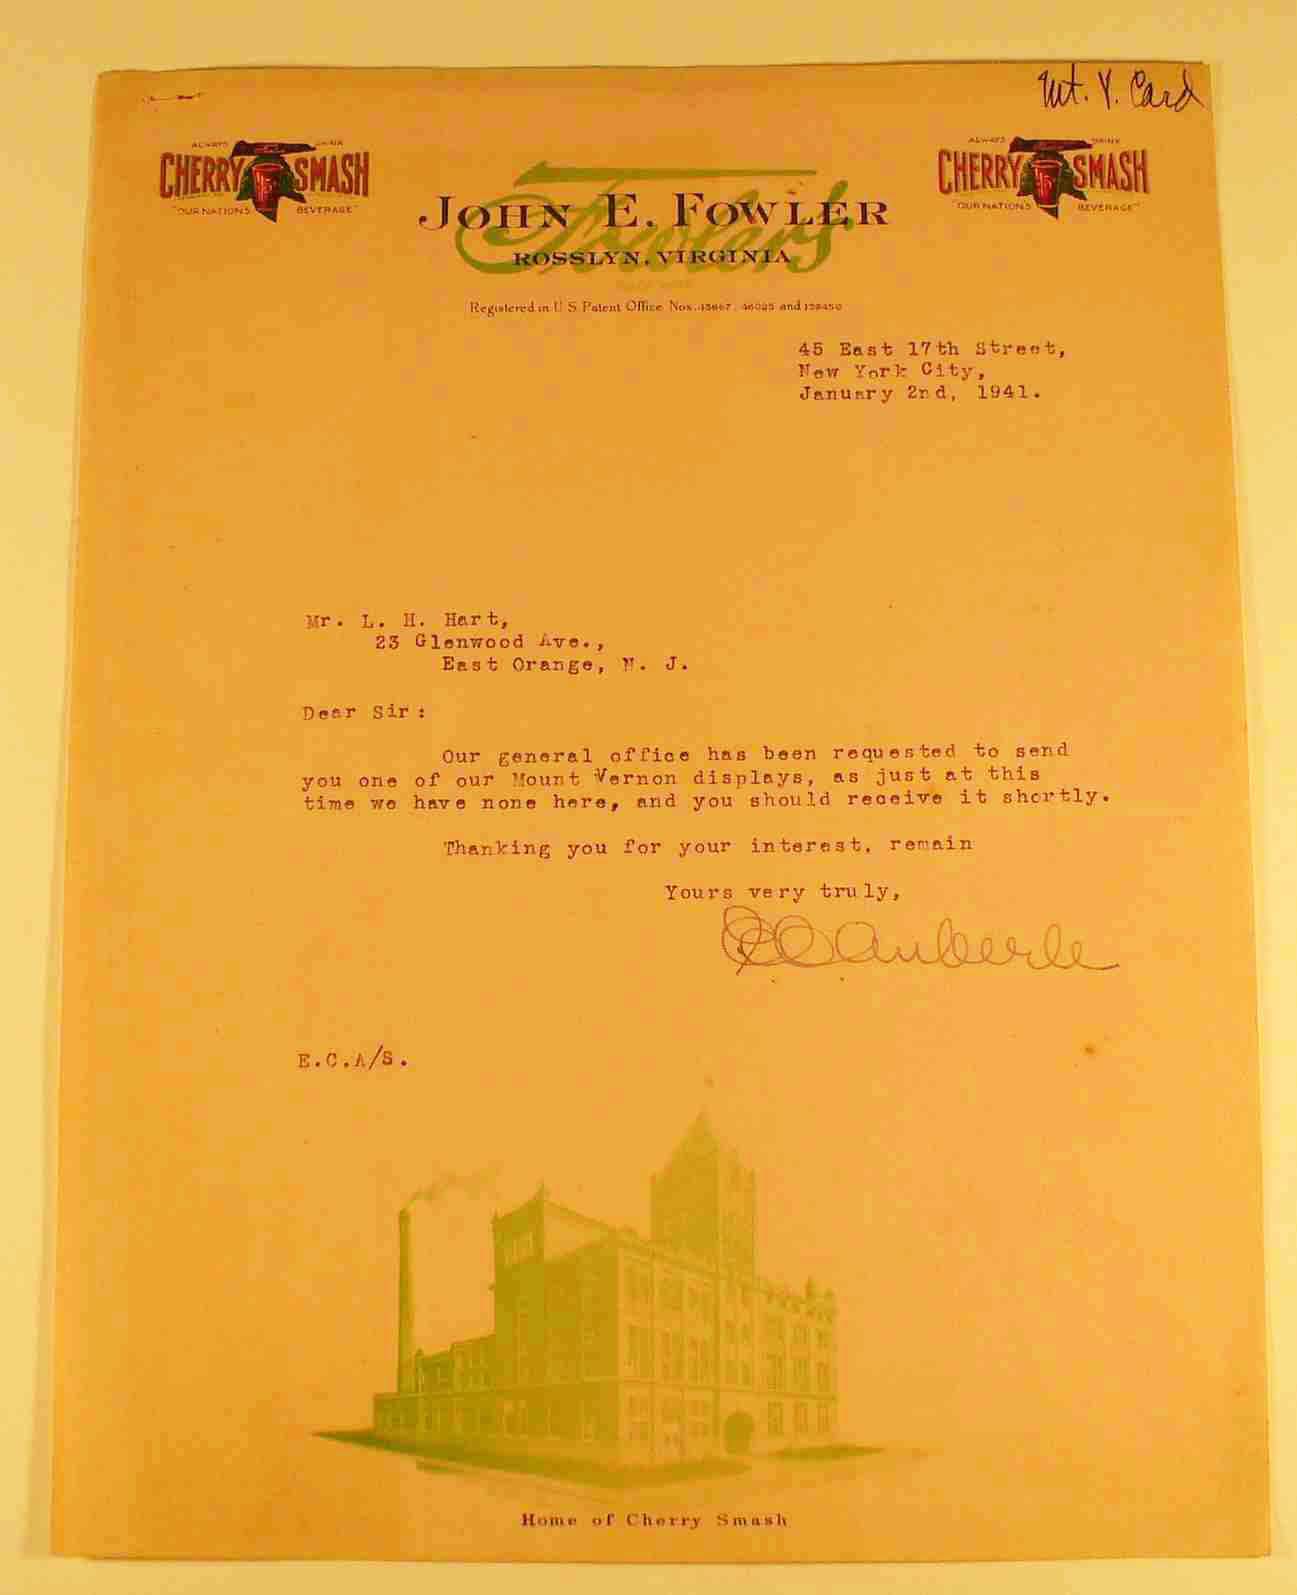 Mt. V. Card
ALWAYS DRINK
CHERRY SMASH
"OUR NATION'S BEVERAGE"
ALWAYS DRINK
CHERRY SMASH
"OUR NATION'S BEVERAGE"
Fowler's
JOHN E. FOWLER
ROSSLYN, VIRGINIA
Registered in U S Patent Office Nos. and
45 East 17th Street,
New York City,
January 2nd, 1941.
Mr. L. H. Hart,
23 Glenwood Ave.,
East Orange, N. J.
Dear Sir:
Our general office has been requested to send
you one of our Mount Vernon displays, as just at this
time we have none here, and you should receive it shortly.
Thanking you for your interest, remain
Yours very truly,
E.C.A/S.
Home of Cherry Smash